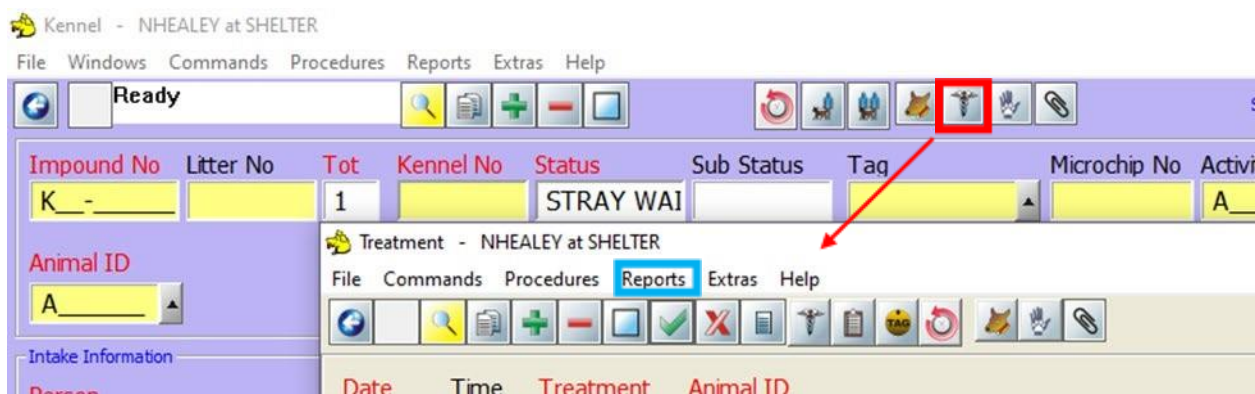 Kennel - NHEALEY at SHELTER
File Windows Commands Procedures Reports Extras Help
Ready
Impound No Litter No Tot Kennel No Status Sub Status Tag Microchip No Activi
K__-______ 1 STRAY WAI A__
Treatment - NHEALEY at SHELTER
Animal ID
File Commands Procedures Reports Extras Help
A______
TAG
Intake Information
Date Time Treatment Animal ID
Person